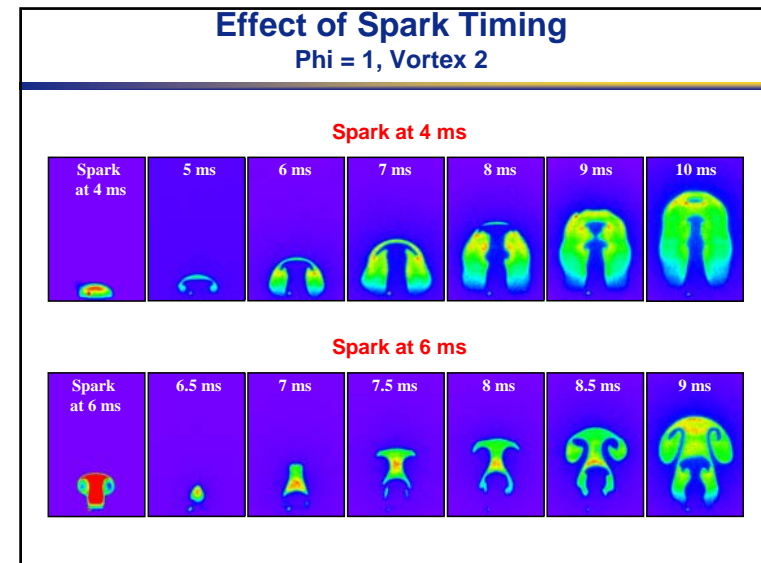 Effect of Spark Timing
Phi = 1, Vortex 2
Spark at 4 ms
Spark
at 4 ms
5 ms
6 ms
7 ms
8 ms
9 ms
10 ms
Spark at 6 ms
Spark
at 6 ms
6.5 ms
7 ms
7.5 ms
8 ms
8.5 ms
9 ms